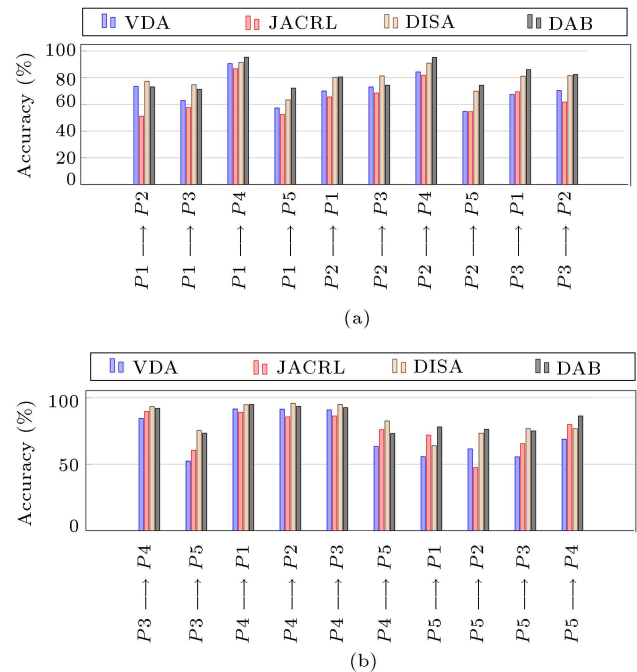 VDA JACRL DISA DAB
Accuracy (%)
100
80
60
40
20
0
P1 ⟶ P2
P1 ⟶ P3
P1 ⟶ P4
P1 ⟶ P5
P2 ⟶ P1
P2 ⟶ P3
P2 ⟶ P4
P2 ⟶ P5
P3 ⟶ P1
P3 ⟶ P2
(a)
VDA JACRL DISA DAB
Accuracy (%)
100
50
0
P3 ⟶ P4
P3 ⟶ P5
P4 ⟶ P1
P4 ⟶ P2
P4 ⟶ P3
P4 ⟶ P5
P5 ⟶ P1
P5 ⟶ P2
P5 ⟶ P3
P5 ⟶ P4
(b)